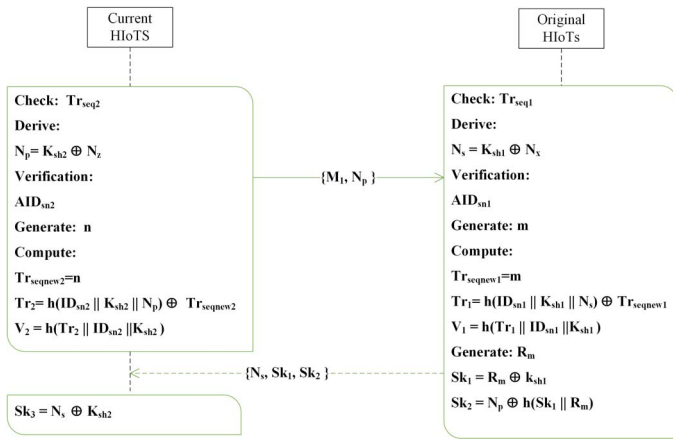 Current
HIoTS
Original
HIoTs
Check: Tr_seq2
Derive:
N_p= K_sh2 ⊕ N_z
Verification:
AID_sn2
Generate: n
Compute:
Tr_seqnew2=n
Tr_2= h(ID_sn2 || K_sh2 || N_p) ⊕ Tr_seqnew2
V_2 = h(Tr_2 || ID_sn2 ||K_sh2)
{M_1, N_p }
Check: Tr_seq1
Derive:
N_s = K_sh1 ⊕ N_x
Verification:
AID_sn1
Generate: m
Compute:
Tr_seqnew1=m
Tr_1= h(ID_sn1 || K_sh1 || N_s) ⊕ Tr_seqnew1
V_1 = h(Tr_1 || ID_sn1 ||K_sh1)
Generate: R_m
Sk_1 = R_m ⊕ k_sh1
Sk_2 = N_p ⊕ h(Sk_1 || R_m)
{N_s, Sk_1, Sk_2 }
Sk_3 = N_s ⊕ K_sh2